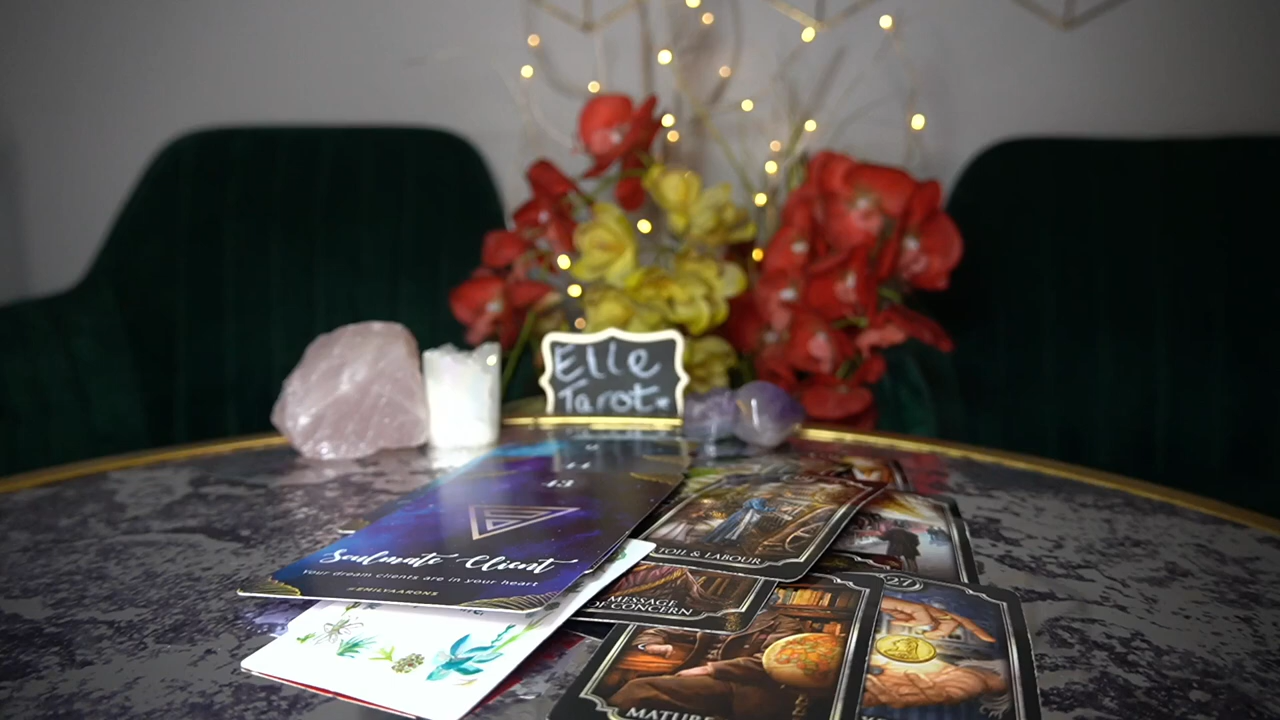 Elle
Tarot
43
Soulmate Client
Your dream clients are in your heart
#EMILYAARONS
TOIL & LABOUR
MESSAGE
OF CONCERN
27
MATURE